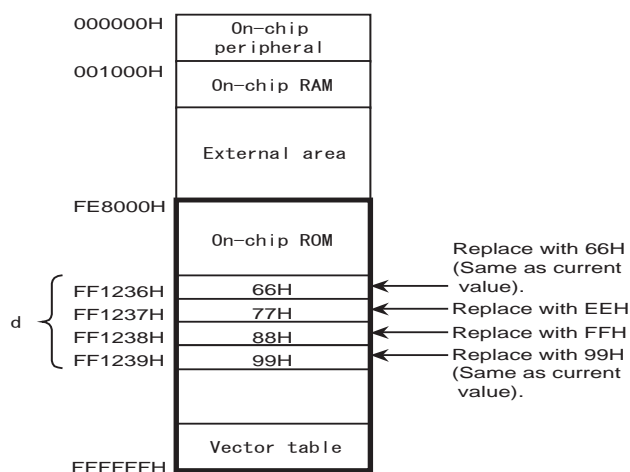 000000H
On-chip
peripheral
001000H
On-chip RAM
External area
FE8000H
On-chip ROM
Replace with 66H
(Same as current
value).
d
FF1236H
66H
FF1237H
77H
Replace with EEH
FF1238H
88H
Replace with FFH
FF1239H
99H
Replace with 99H
(Same as current
value).
Vector table
FFFFFFH